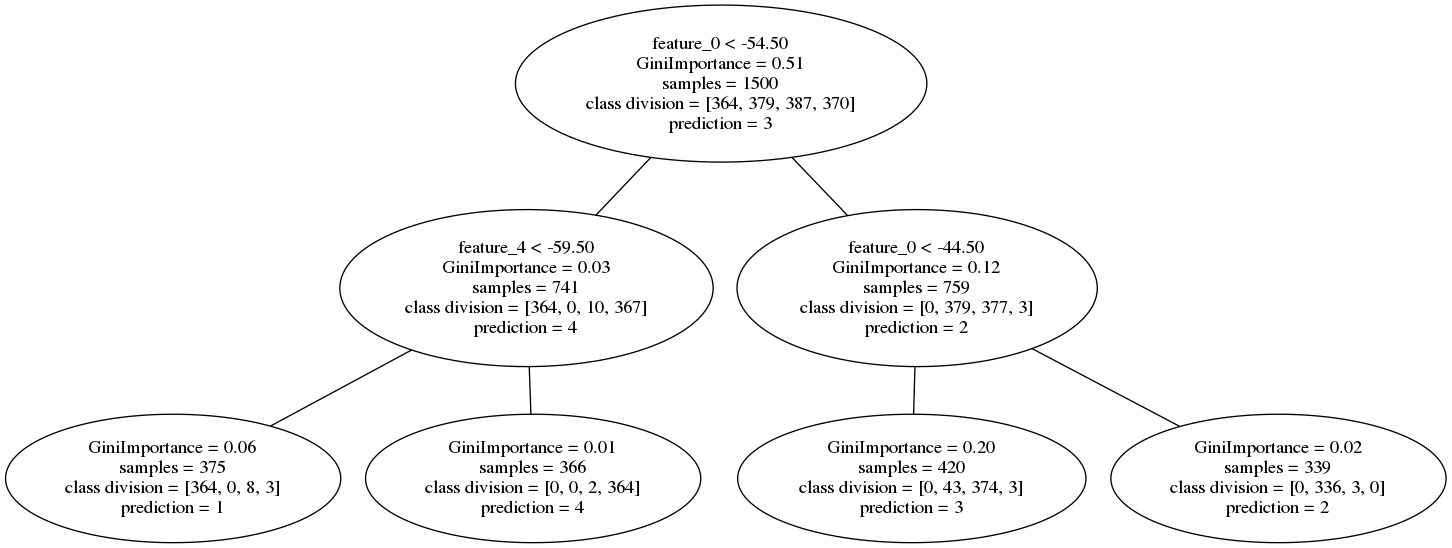 feature_0 < -54.50
GiniImportance = 0.51
samples = 1500
class division = [364, 379, 387, 370]
prediction = 3
feature_4 < -59.50
GiniImportance = 0.03
samples = 741
class division = [364, 0, 10, 367]
prediction = 4
feature_0 < -44.50
GiniImportance = 0.12
samples = 759
class division = [0, 379, 377, 3]
prediction = 2
GiniImportance = 0.06
samples = 375
class division = [364, 0, 8, 3]
prediction = 1
GiniImportance = 0.01
samples = 366
class division = [0, 0, 2, 364]
prediction = 4
GiniImportance = 0.20
samples = 420
class division = [0, 43, 374, 3]
prediction = 3
GiniImportance = 0.02
samples = 339
class division = [0, 336, 3, 0]
prediction = 2